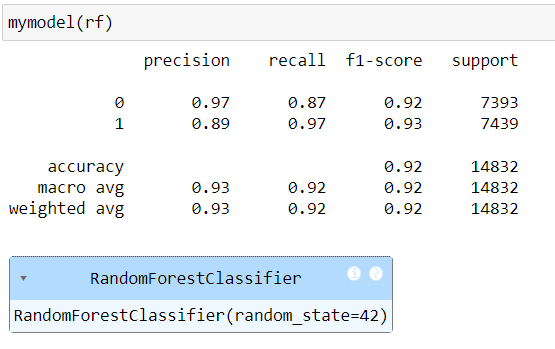 mymodel(rf)
precision recall f1-score support
0 0.97 0.87 0.92 7393
1 0.89 0.97 0.93 7439
accuracy 0.92 14832
macro avg 0.93 0.92 0.92 14832
weighted avg 0.93 0.92 0.92 14832
▾ RandomForestClassifier i ?
RandomForestClassifier(random_state=42)